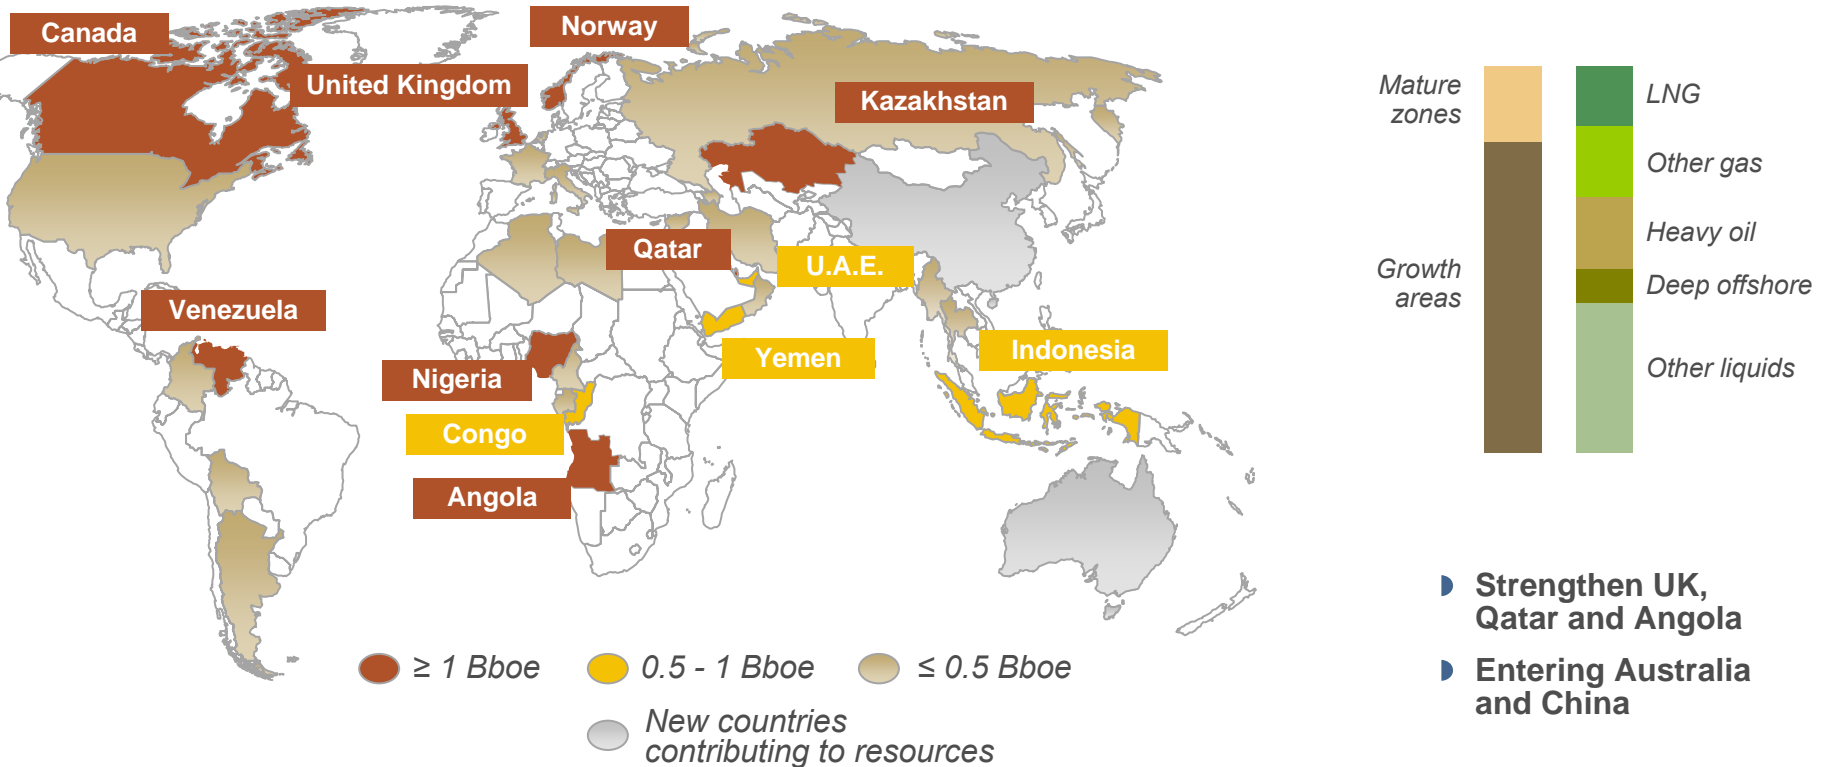 Canada
Norway
United Kingdom
Kazakhstan
Qatar
U.A.E.
Venezuela
Yemen
Indonesia
Nigeria
Congo
Angola
≥ 1 Bboe
0.5 - 1 Bboe
≤ 0.5 Bboe
New countries
contributing to resources
Mature
zones
Growth
areas
LNG
Other gas
Heavy oil
Deep offshore
Other liquids
Strengthen UK,
Qatar and Angola
Entering Australia
and China